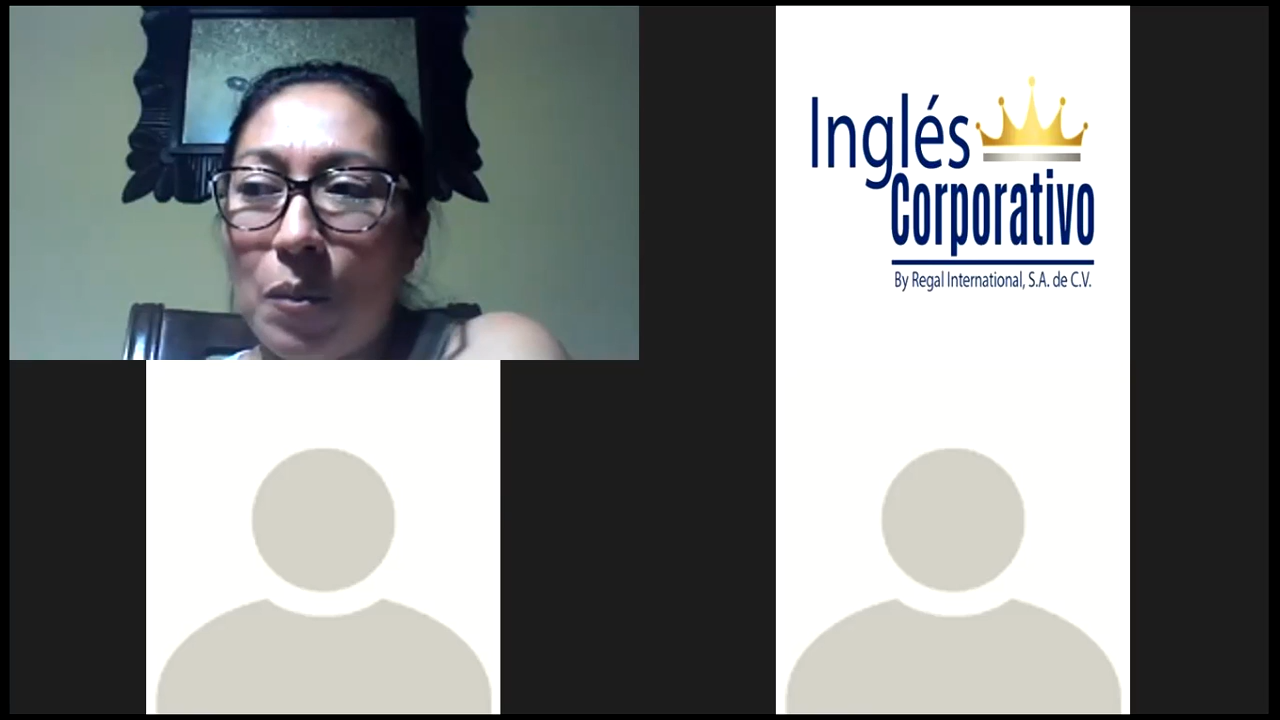 Inglés
Corporativo
By Regal International, S.A. de C.V.